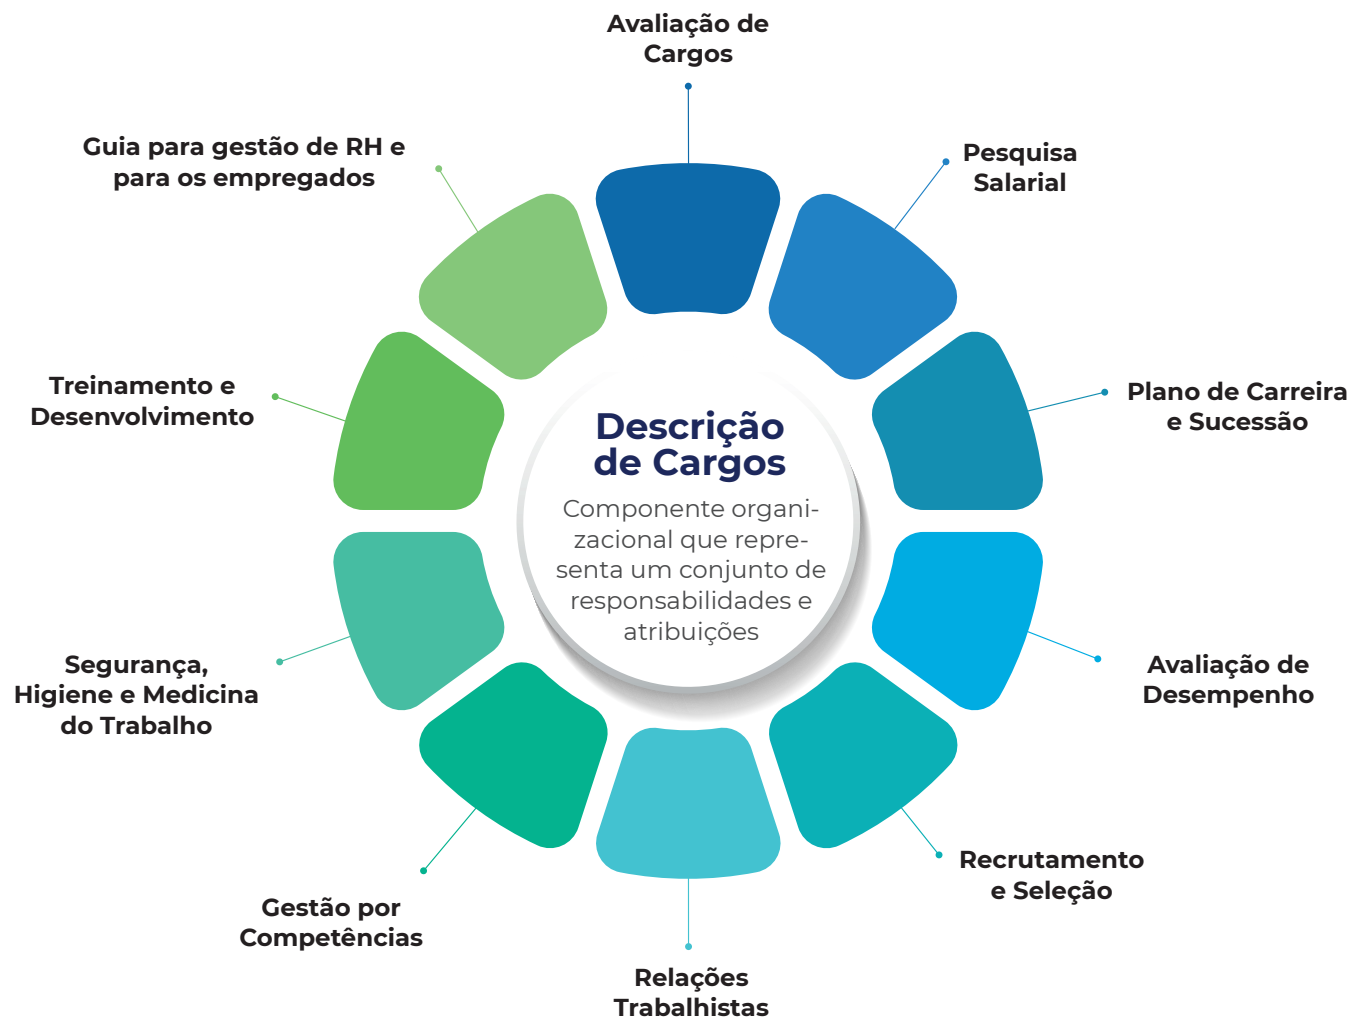 Avaliação de
Cargos
Pesquisa
Salarial
Plano de Carreira
e Sucessão
Avaliação de
Desempenho
Recrutamento
e Seleção
Relações
Trabalhistas
Gestão por
Competências
Segurança,
Higiene e Medicina
do Trabalho
Treinamento e
Desenvolvimento
Guia para gestão de RH e
para os empregados
Descrição
de Cargos
Componente organi-
zacional que repre-
senta um conjunto de
responsabilidades e
atribuições